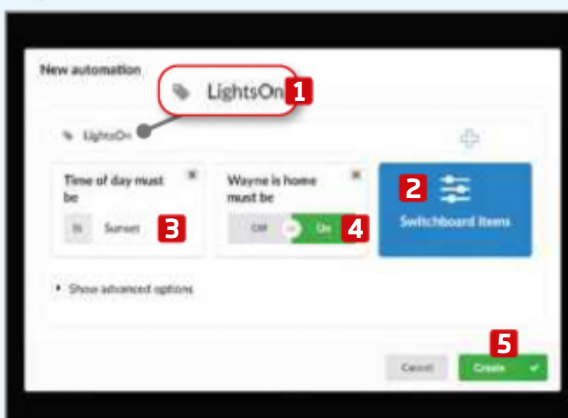 New automation
LightsOn 1
LightsOn
Time of day must
be
Is Sunset 3
Wayne is home
must be
Off On 4
2
Switchboard items
Show advanced options
5
Cancel Create